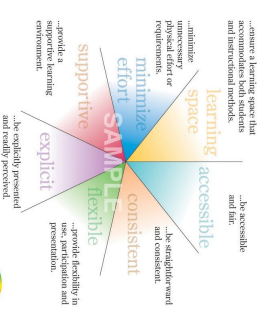 ...ensure a learning space that
accommodates both students
and instructional methods.
...be accessible
and fair.
...minimize
unnecessary
physical effort or
requirements.
learning
space
accessible
minimize
effort
consistent
...be straightforward
and consistent.
SAMPLE
supportive
...provide a
supportive learning
environment.
explicit
flexible
...provide flexibility in
use, participation and
presentation.
...be explicitly presented
and readily perceived.